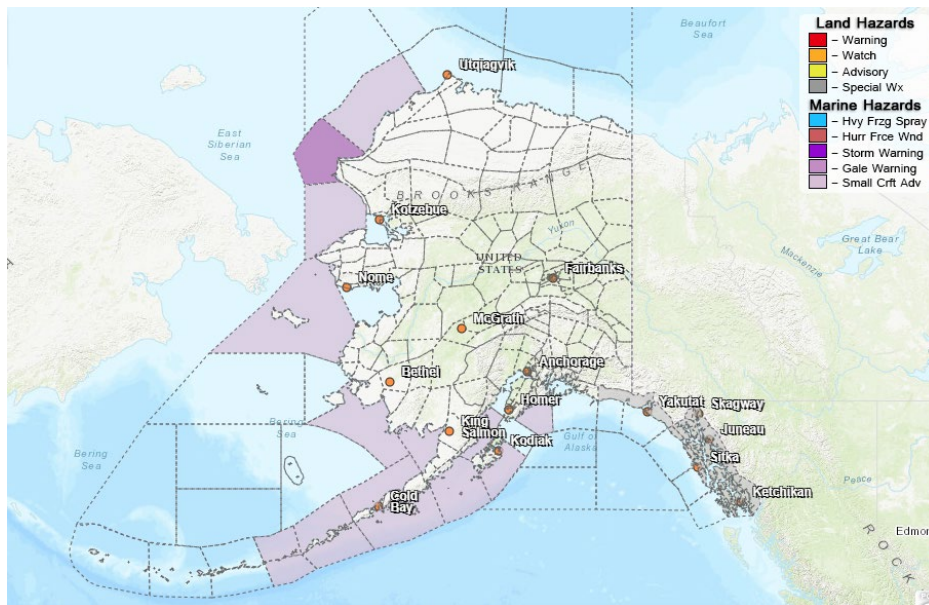 Beaufort
Sea
Land Hazards
– Warning
– Watch
– Advisory
– Special Wx
Marine Hazards
– Hvy Frzg Spray
– Hurr Frce Wnd
– Storm Warning
– Gale Warning
– Small Crft Adv
Utqiagvik
East
Siberian
Sea
BROOKS RANGE
Kotzebue
Yukon
Great Bear
Lake
Mackenzie
UNITED
STATES
Fairbanks
Nome
McGrath
Anchorage
Bethel
Homer
Yakutat
Skagway
King
Salmon
Kodiak
Juneau
Bering
Sea
Gulf of
Alaska
Bering
Sea
Sitka
Peace
Cold
Bay
Ketchikan
Edmon
ROCK